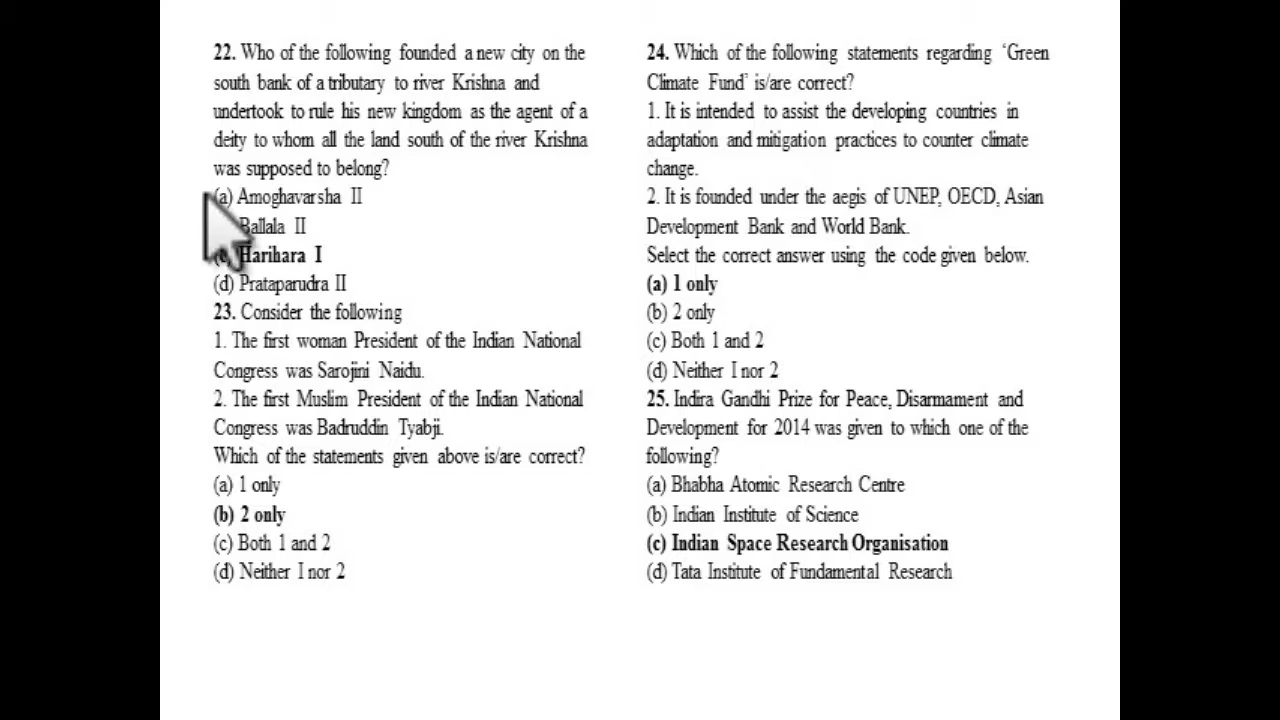 22. Who of the following founded a new city on the
south bank of a tributary to river Krishna and
undertook to rule his new kingdom as the agent of a
deity to whom all the land south of the river Krishna
was supposed to belong?
(a) Amoghavarsha II
Ballala II
(c) Harihara I
(d) Prataparudra II
23. Consider the following
1. The first woman President of the Indian National
Congress was Sarojini Naidu.
2. The first Muslim President of the Indian National
Congress was Badruddin Tyabji.
Which of the statements given above is/are correct?
(a) 1 only
(b) 2 only
(c) Both 1 and 2
(d) Neither I nor 2
24. Which of the following statements regarding ‘Green
Climate Fund’ is/are correct?
1. It is intended to assist the developing countries in
adaptation and mitigation practices to counter climate
change.
2. It is founded under the aegis of UNEP, OECD, Asian
Development Bank and World Bank.
Select the correct answer using the code given below.
(a) 1 only
(b) 2 only
(c) Both 1 and 2
(d) Neither I nor 2
25. Indira Gandhi Prize for Peace, Disarmament and
Development for 2014 was given to which one of the
following?
(a) Bhabha Atomic Research Centre
(b) Indian Institute of Science
(c) Indian Space Research Organisation
(d) Tata Institute of Fundamental Research